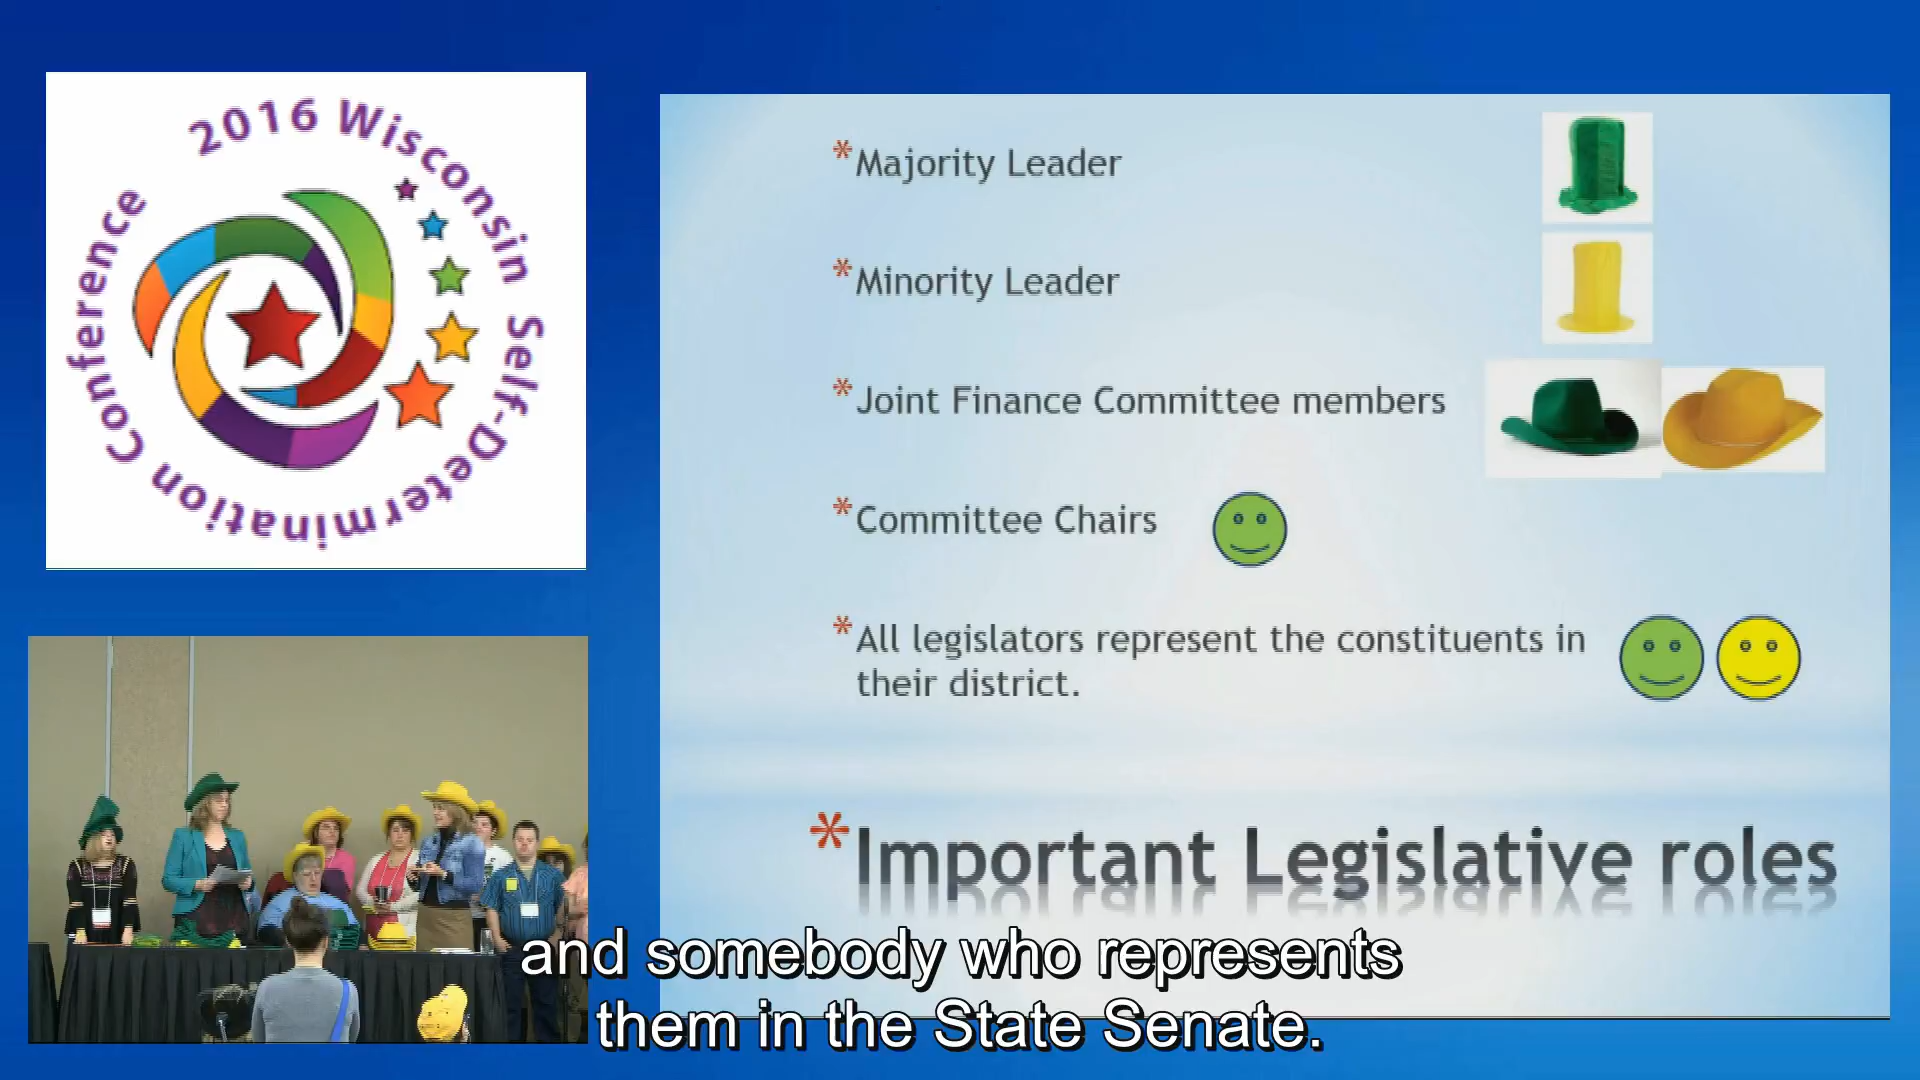 2016 Wisconsin Self-Determination Conference
*Majority Leader
*Minority Leader
*Joint Finance Committee members
*Committee Chairs
*All legislators represent the constituents in
their district.
*Important Legislative roles
and somebody who represents
them in the State Senate.